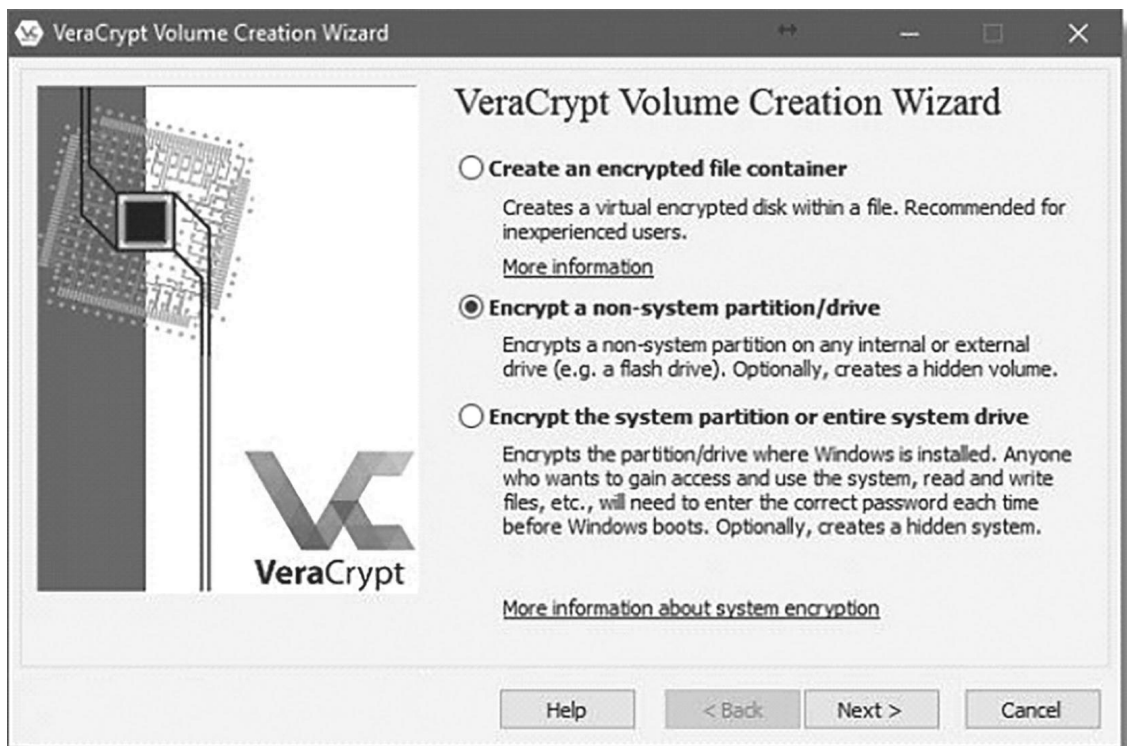 VeraCrypt Volume Creation Wizard
VeraCrypt Volume Creation Wizard
Create an encrypted file container
Creates a virtual encrypted disk within a file. Recommended for
inexperienced users.
More information
Encrypt a non-system partition/drive
Encrypts a non-system partition on any internal or external
drive (e.g. a flash drive). Optionally, creates a hidden volume.
Encrypt the system partition or entire system drive
Encrypts the partition/drive where Windows is installed. Anyone
who wants to gain access and use the system, read and write
files, etc., will need to enter the correct password each time
before Windows boots. Optionally, creates a hidden system.
VeraCrypt
More information about system encryption
Help
< Back
Next >
Cancel